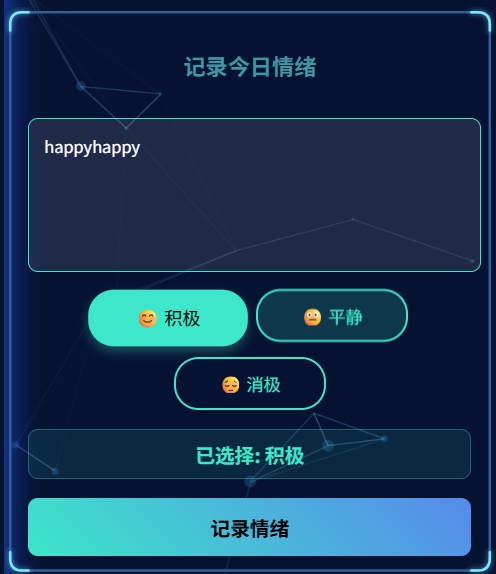 记录今日情绪
happyhappy
😊 积极
😐 平静
😔 消极
已选择: 积极
记录情绪